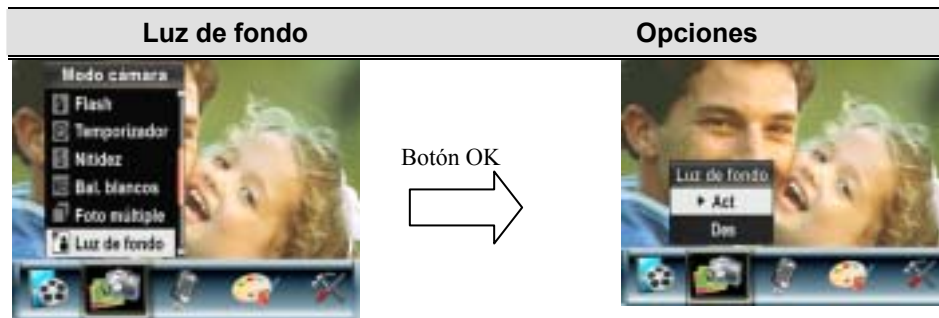 Luz de fondo Opciones
Modo cámara
Flash
Temporizador
Nitidez
Bal. blancos
Foto múltiple
Luz de fondo
Botón OK
Luz de fondo
Act
Des